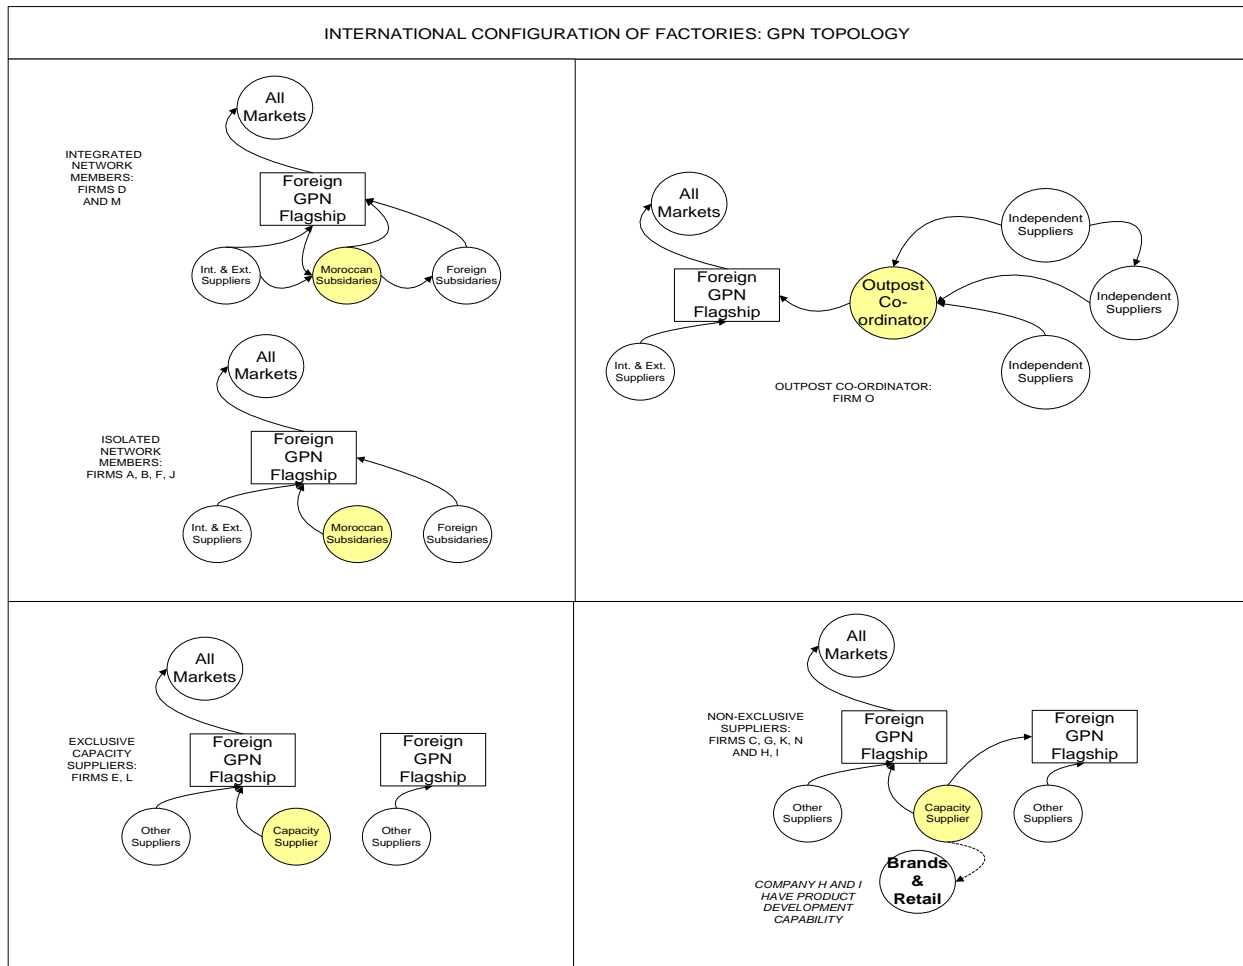 INTERNATIONAL CONFIGURATION OF FACTORIES: GPN TOPOLOGY
All
Markets
INTEGRATED
NETWORK
MEMBERS:
FIRMS D
AND M
Foreign
GPN
Flagship
Int. & Ext.
Suppliers
Moroccan
Subsidaries
Foreign
Subsidaries
All
Markets
ISOLATED
NETWORK
MEMBERS:
FIRMS A, B, F, J
Foreign
GPN
Flagship
Int. & Ext.
Suppliers
Moroccan
Subsidaries
Foreign
Subsidaries
All
Markets
Foreign
GPN
Flagship
Int. & Ext.
Suppliers
Outpost
Co-
ordinator
Independent
Suppliers
Independent
Suppliers
Independent
Suppliers
OUTPOST CO-ORDINATOR:
FIRM O
All
Markets
EXCLUSIVE
CAPACITY
SUPPLIERS:
FIRMS E, L
Foreign
GPN
Flagship
Foreign
GPN
Flagship
Other
Suppliers
Capacity
Supplier
Other
Suppliers
All
Markets
NON-EXCLUSIVE
SUPPLIERS:
FIRMS C, G, K, N
AND H, I
Foreign
GPN
Flagship
Foreign
GPN
Flagship
Other
Suppliers
Capacity
Supplier
Other
Suppliers
Brands
&
Retail
COMPANY H AND I
HAVE PRODUCT
DEVELOPMENT
CAPABILITY